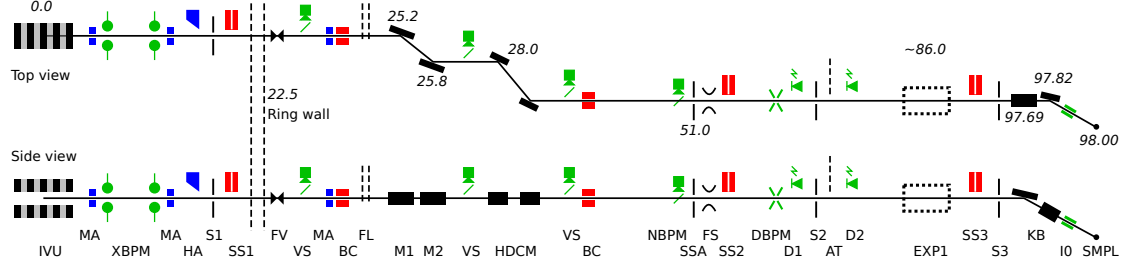 0.0
25.2
28.0
~86.0
Top view
25.8
97.82
22.5
Ring wall
51.0
97.69
98.00
Side view
MA MA S1 FV MA FL VS NBPM FS DBPM S2 D2 SS3 KB
IVU XBPM HA SS1 VS BC M1 M2 VS HDCM BC SSA SS2 D1 AT EXP1 S3 I0 SMPL